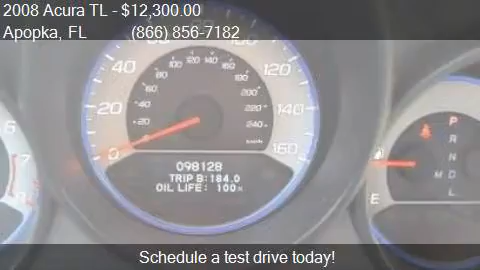 2008 Acura TL - $12,300.00
Apopka, FL (866) 856-7182
0
20
40
60
80
100
120
140
160
20
40
60
80
100
120
140
160
180
200
220
240
km/h
098128
TRIP B: 184.0
OIL LIFE: 100%
6
7
E
P
R
N
D
M
L
Schedule a test drive today!